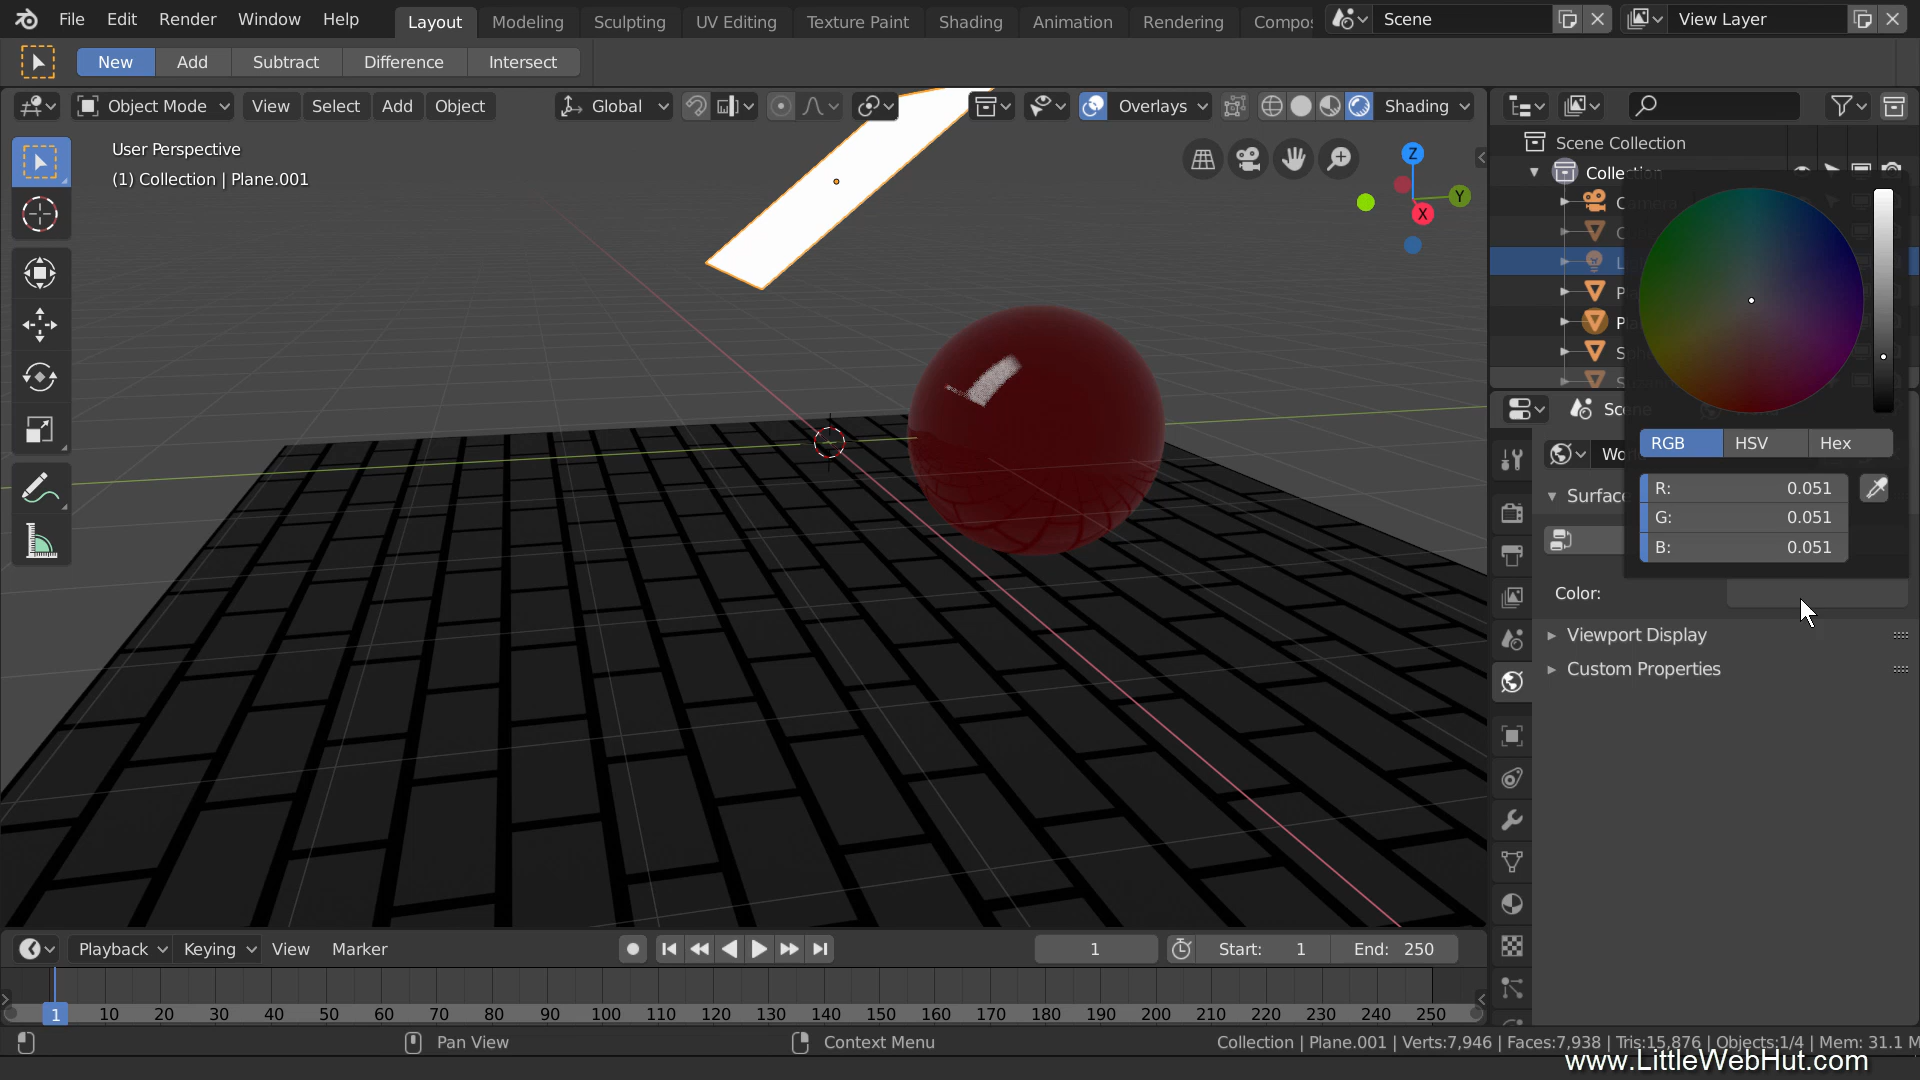 File Edit Render Window Help Layout Modeling Sculpting UV Editing Texture Paint Shading Animation Rendering Compos Scene View Layer
New Add Subtract Difference Intersect
Object Mode View Select Add Object Global Overlays Shading
User Perspective
(1) Collection | Plane.001
Z
Y
X
Scene Collection
Collection
RGB HSV Hex
R: 0.051
G: 0.051
B: 0.051
Surface
Color:
Viewport Display
Custom Properties
Playback Keying View Marker 1 Start: 1 End: 250
1 10 20 30 40 50 60 70 80 90 100 110 120 130 140 150 160 170 180 190 200 210 220 230 240 250
Pan View Context Menu Collection | Plane.001 | Verts:7,946 | Faces:7,938 | Tris:15,876 | Objects:1/4 | Mem: 31.1 M
www.LittleWebHut.com